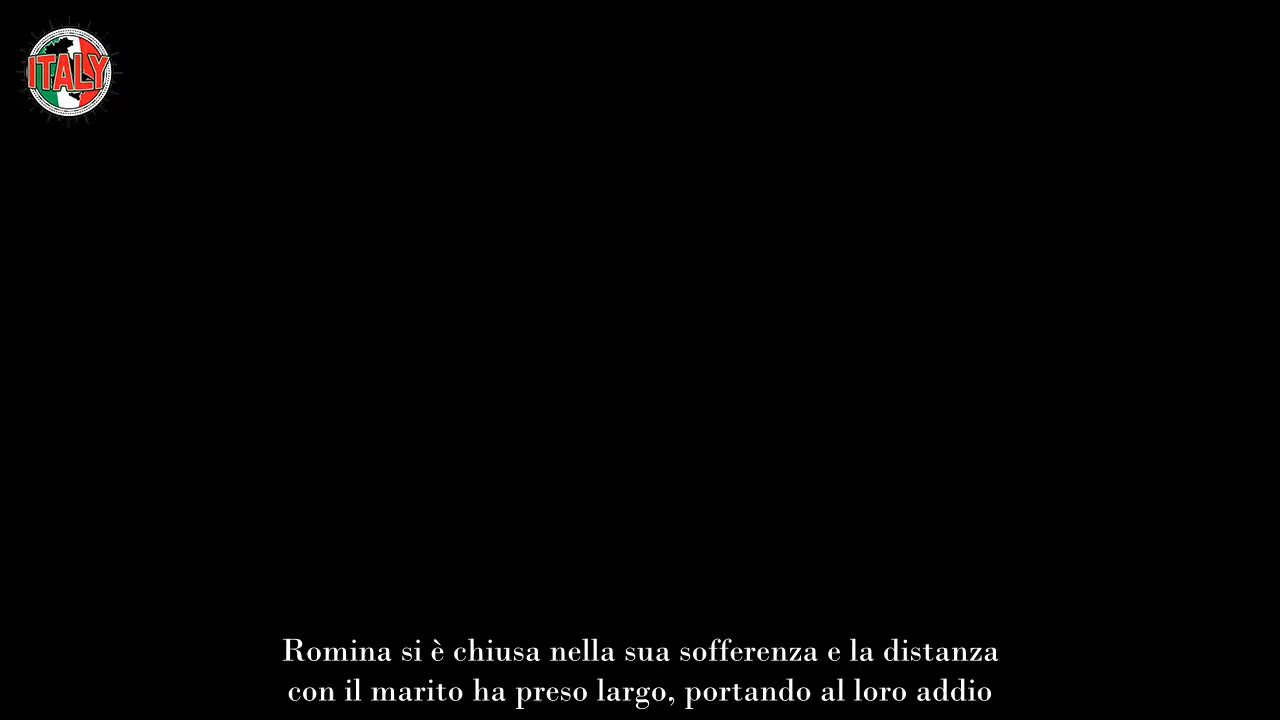 ITALY
Romina si è chiusa nella sua sofferenza e la distanza
con il marito ha preso largo, portando al loro addio